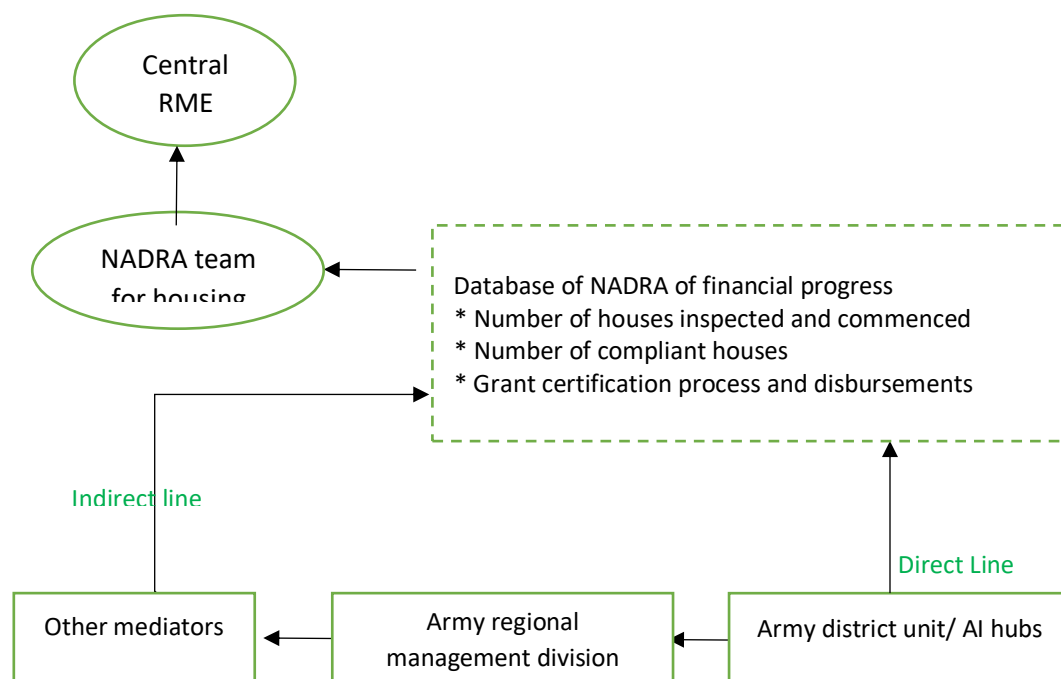 Central
RME
NADRA team
for housing
Database of NADRA of financial progress
* Number of houses inspected and commenced
* Number of compliant houses
* Grant certification process and disbursements
Indirect line
Direct Line
Other mediators
Army regional
management division
Army district unit/ AI hubs